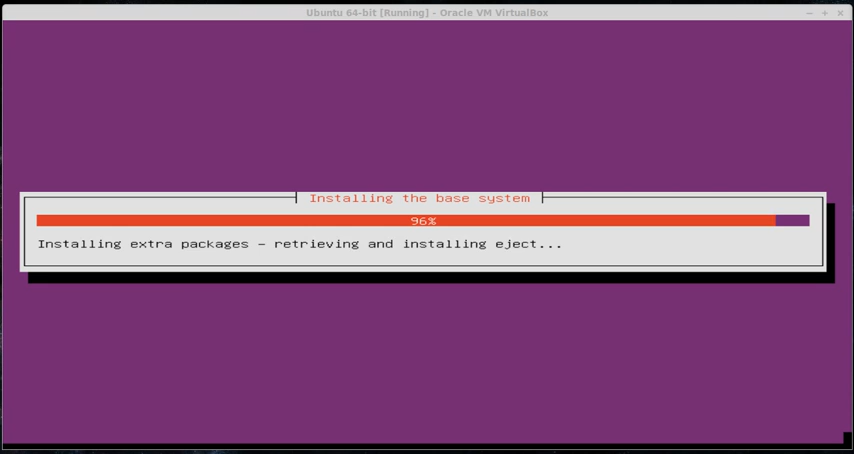 Ubuntu 64-bit [Running] - Oracle VM VirtualBox
Installing the base system
96%
Installing extra packages – retrieving and installing eject...